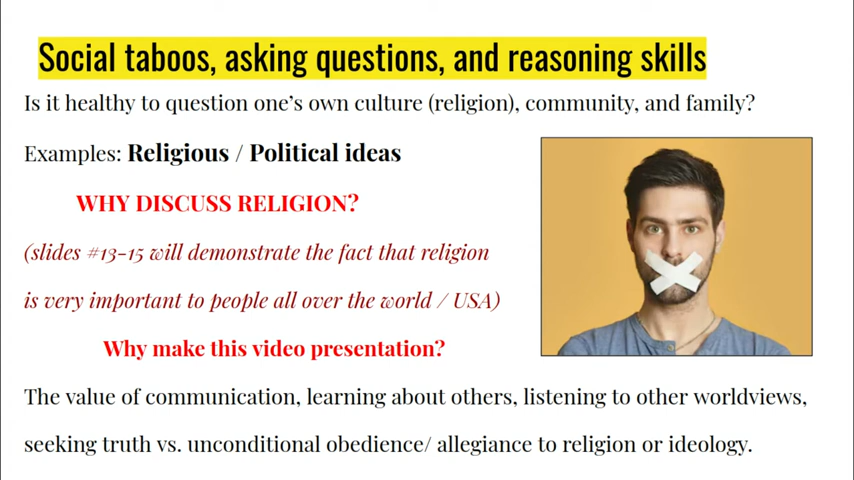 Social taboos, asking questions, and reasoning skills
Is it healthy to question one's own culture (religion), community, and family?
Examples: Religious / Political ideas
WHY DISCUSS RELIGION?
(slides #13-15 will demonstrate the fact that religion
is very important to people all over the world / USA)
Why make this video presentation?
The value of communication, learning about others, listening to other worldviews,
seeking truth vs. unconditional obedience/ allegiance to religion or ideology.